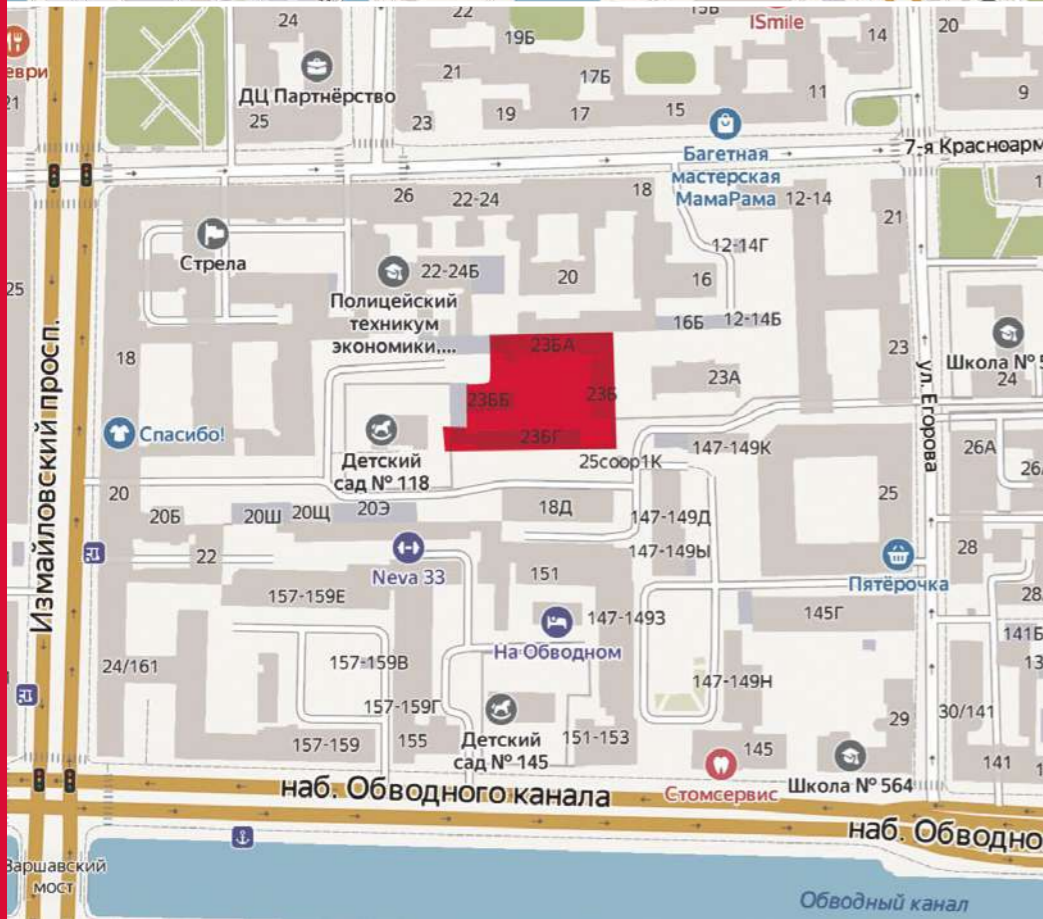 22
15В
ISmile
20
24
19Б
14
еври
21
17Б
11
9
21
ДЦ Партнёрство
25
23
19
17
15
Багетная
мастерская
МамаРама
7-я Красноарм
26
22-24
18
12-14
21
Стрела
22-24Б
12-14Г
25
20
16
Полицейский
техникум
экономики,...
16Б
12-14Б
23БА
23
Школа №
24
18
23А
23ББ
23Б
ул. Егорова
Измайловский просп.
Спасибо!
23БГ
147-149К
26А
Детский
сад № 118
25соор1К
20
18Д
25
20Б
20Ш
20Щ
20Э
147-149Д
22
147-149Ы
28
Neva 33
151
Пятёрочка
157-159Е
147-149З
145Г
На Обводном
141Б
24/161
157-159В
147-149Н
157-159Г
29
30/141
157-159
155
Детский
сад № 145
151-153
145
Школа № 564
141
Стомсервис
наб. Обводного канала
наб. Обводно
Варшавский
мост
Обводный канал